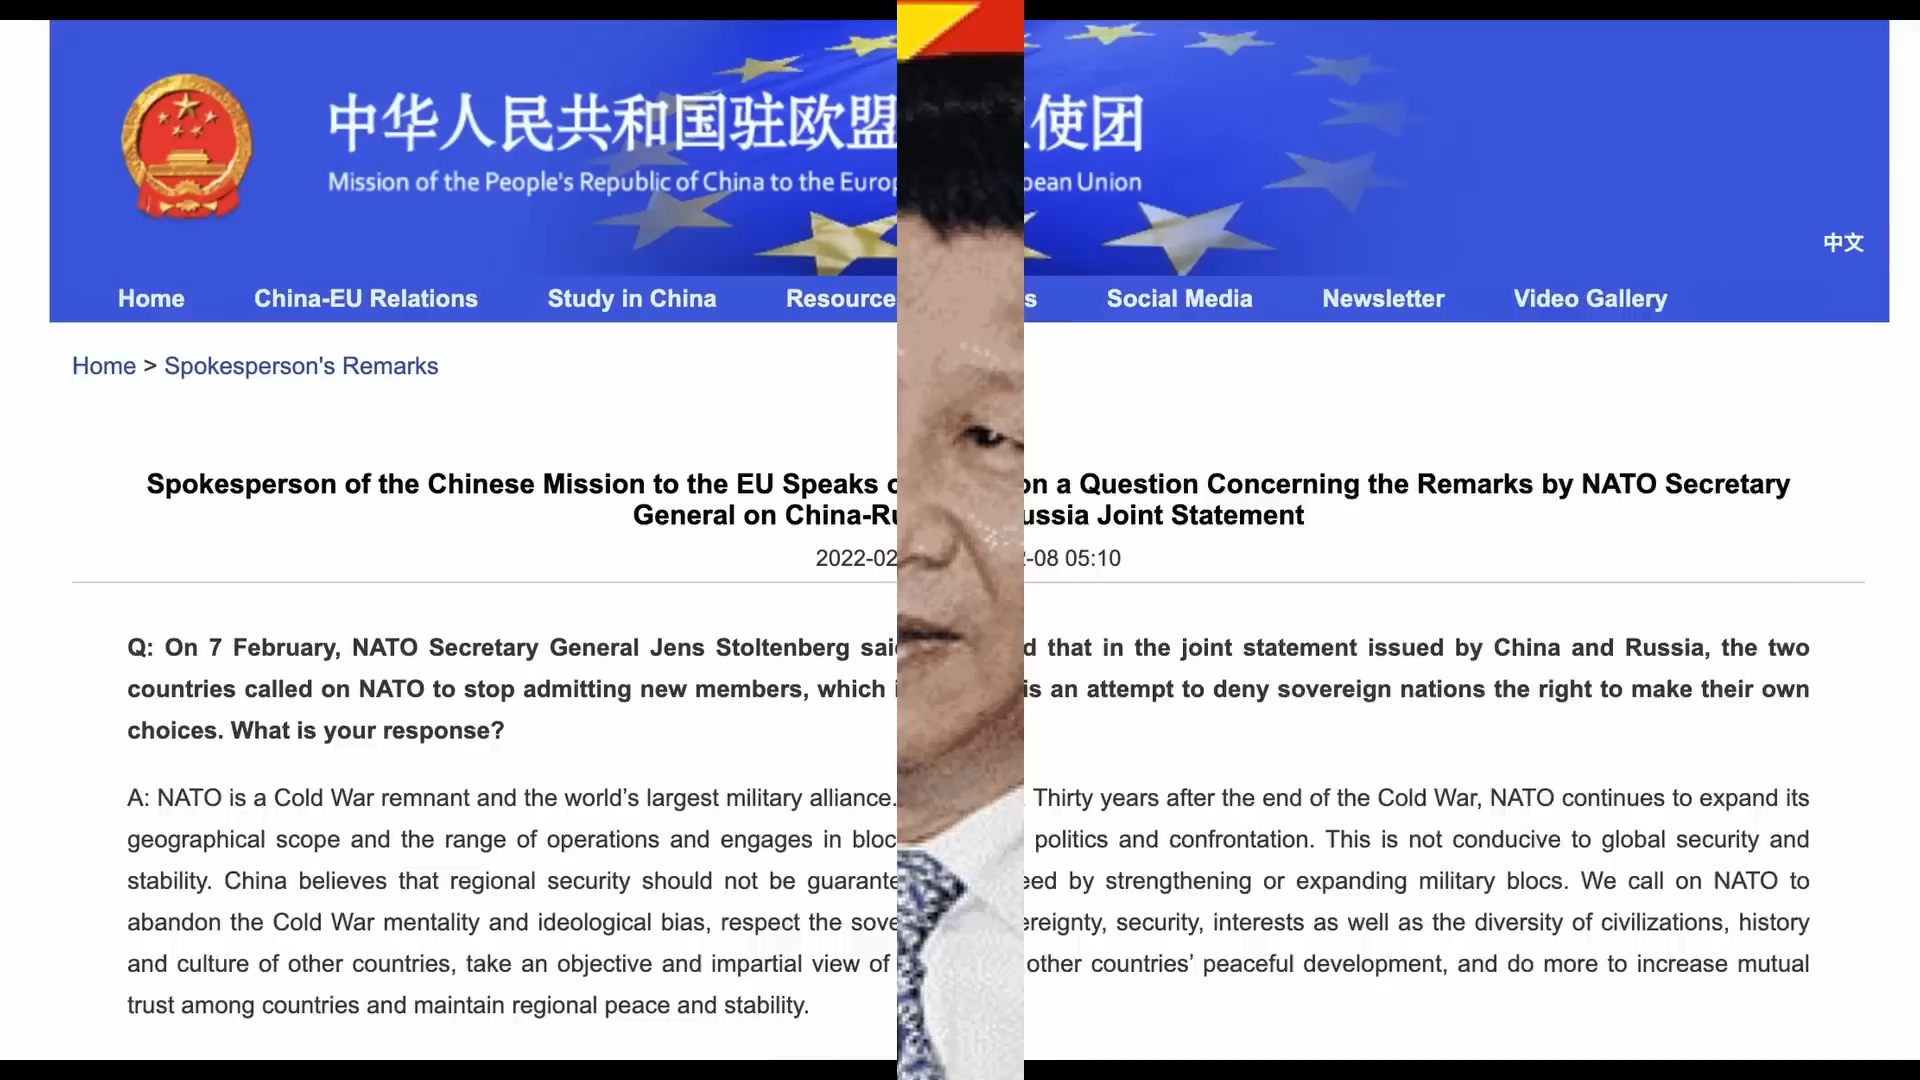 中华人民共和国驻欧盟 使团
Mission of the People's Republic of China to the Europ pean Union
中文
Home China-EU Relations Study in China Resource s Social Media Newsletter Video Gallery
Home > Spokesperson's Remarks
Spokesperson of the Chinese Mission to the EU Speaks o on a Question Concerning the Remarks by NATO Secretary
General on China-Ru ussia Joint Statement
2022-02 -08 05:10
Q: On 7 February, NATO Secretary General Jens Stoltenberg sai d that in the joint statement issued by China and Russia, the two
countries called on NATO to stop admitting new members, which i is an attempt to deny sovereign nations the right to make their own
choices. What is your response?
A: NATO is a Cold War remnant and the world’s largest military alliance. Thirty years after the end of the Cold War, NATO continues to expand its
geographical scope and the range of operations and engages in bloc politics and confrontation. This is not conducive to global security and
stability. China believes that regional security should not be guarante eed by strengthening or expanding military blocs. We call on NATO to
abandon the Cold War mentality and ideological bias, respect the sove ereignty, security, interests as well as the diversity of civilizations, history
and culture of other countries, take an objective and impartial view of other countries’ peaceful development, and do more to increase mutual
trust among countries and maintain regional peace and stability.